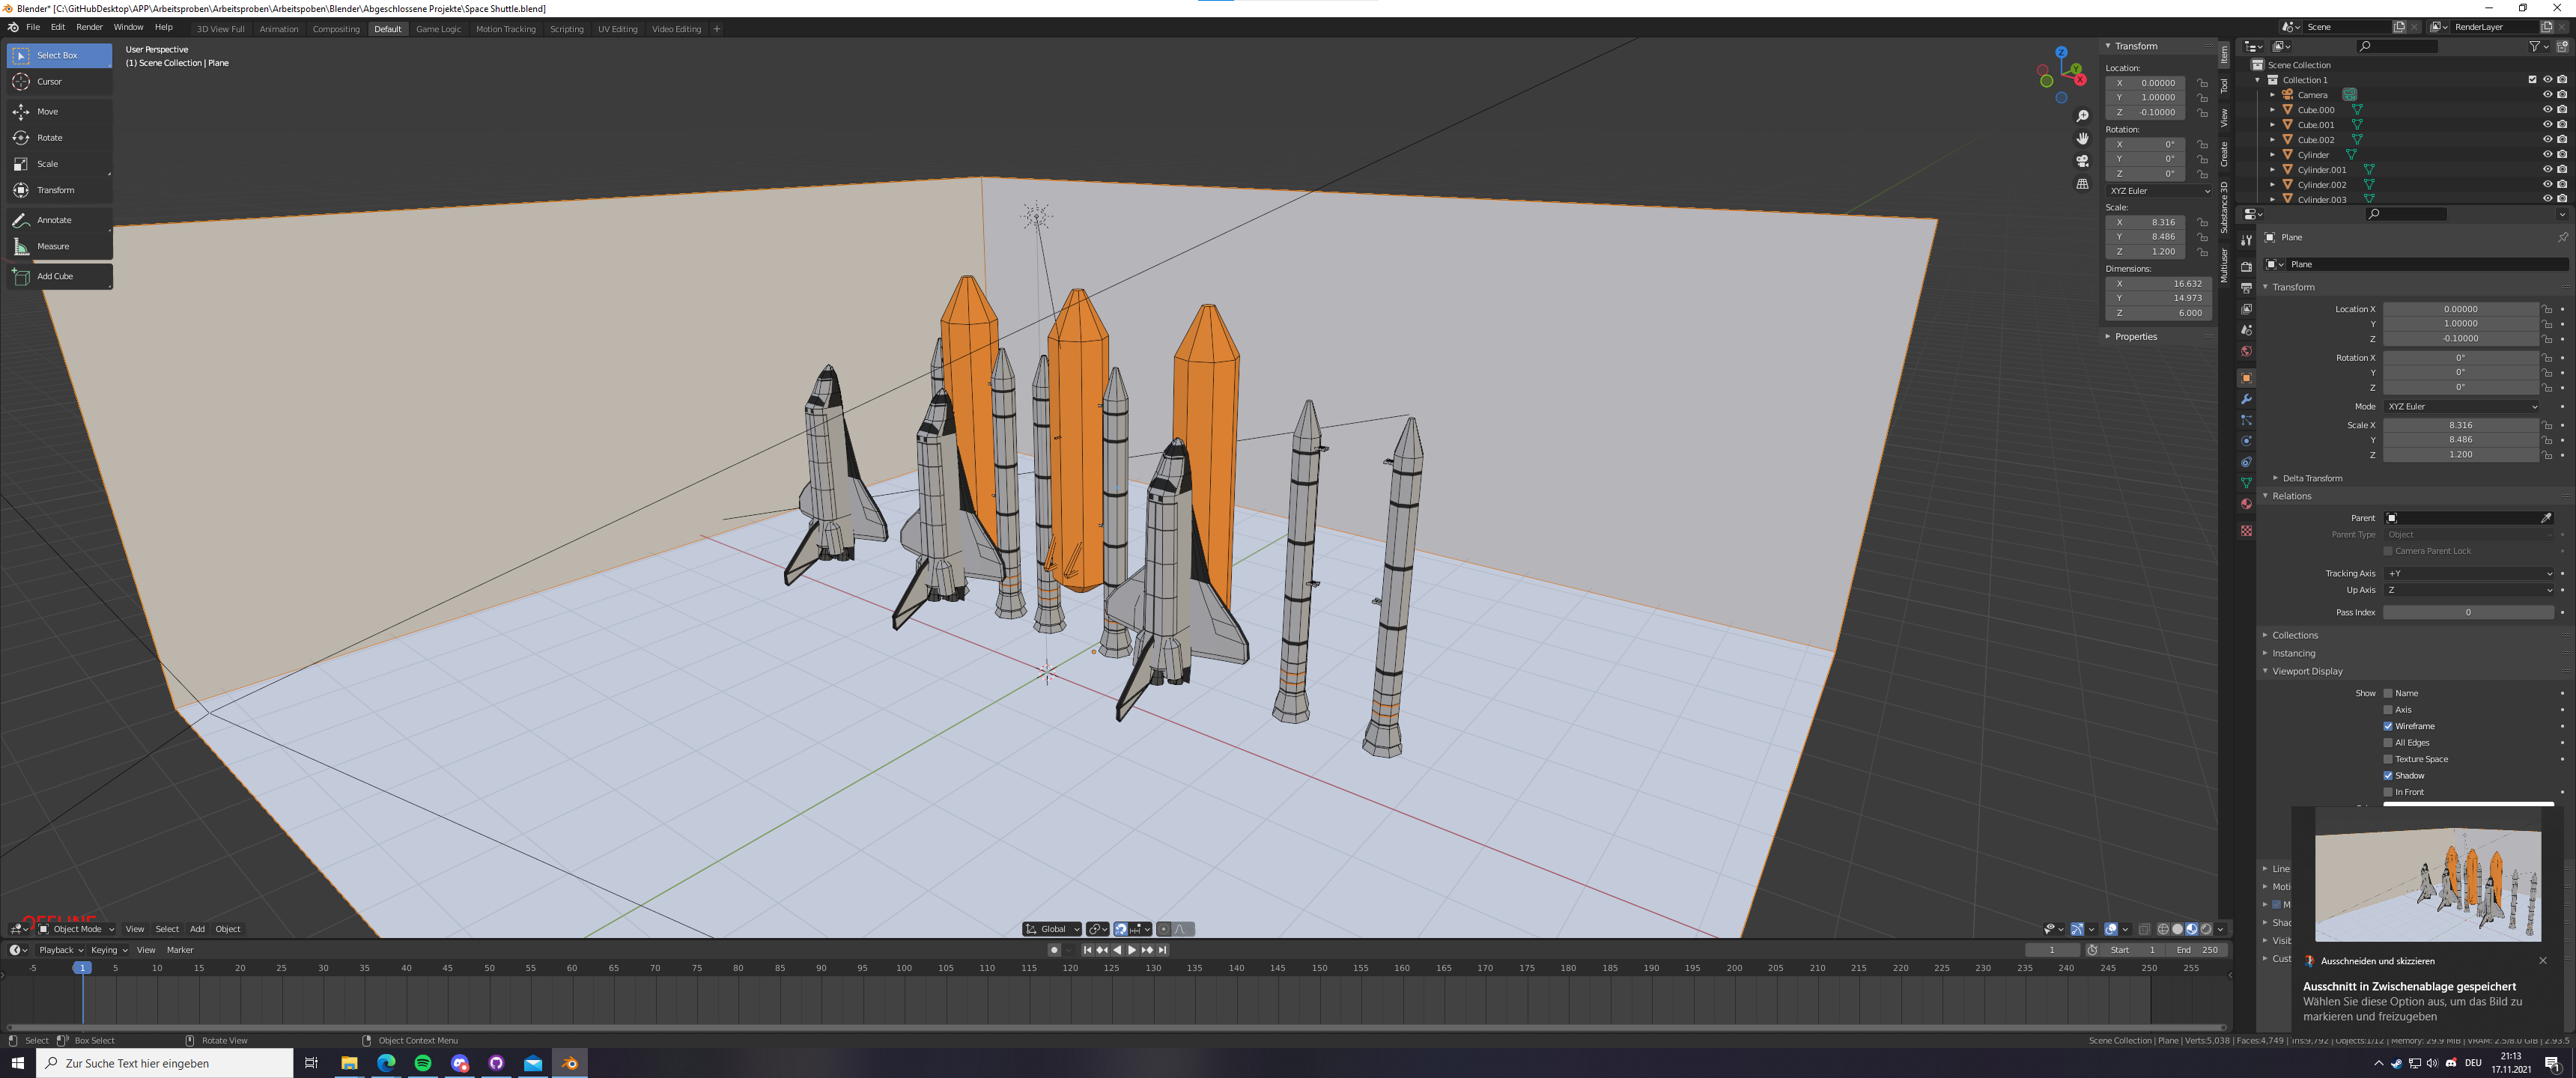 Blender* [C:\GitHubDesktop\APP\Arbeitsproben\Arbeitsproben\Arbeitspoben\Blender\Abgeschlossene Projekte\Space Shuttle.blend]
File Edit Render Window Help 3D View Full Animation Compositing Default Game Logic Motion Tracking Scripting UV Editing Video Editing + Scene RenderLayer
Select Box
Cursor
Move
Rotate
Scale
Transform
Annotate
Measure
Add Cube
User Perspective
(1) Scene Collection | Plane
Z
Y
X
Transform
Location:
X 0.00000
Y 1.00000
Z -0.10000
Rotation:
X 0°
Y 0°
Z 0°
XYZ Euler
Scale:
X 8.316
Y 8.486
Z 1.200
Dimensions:
X 16.632
Y 14.973
Z 6.000
Properties
Item
Tool
View
Create
Substance 3D
Multiuser
Scene Collection
Collection 1
Camera
Cube.000
Cube.001
Cube.002
Cylinder
Cylinder.001
Cylinder.002
Cylinder.003
Plane
Plane
Transform
Location X 0.00000
Y 1.00000
Z -0.10000
Rotation X 0°
Y 0°
Z 0°
Mode XYZ Euler
Scale X 8.316
Y 8.486
Z 1.200
Delta Transform
Relations
Parent
Parent Type Object
Camera Parent Lock
Tracking Axis +Y
Up Axis Z
Pass Index 0
Collections
Instancing
Viewport Display
Show Name
Axis
Wireframe
All Edges
Texture Space
Shadow
In Front
Line
Moti
M
Shac
Visib
Cust
Ausschneiden und skizzieren
Ausschnitt in Zwischenablage gespeichert
Wählen Sie diese Option aus, um das Bild zu
markieren und freizugeben
OFFLINE
Object Mode View Select Add Object Global
Playback Keying View Marker 1 Start 1 End 250
-5 1 5 10 15 20 25 30 35 40 45 50 55 60 65 70 75 80 85 90 95 100 105 110 115 120 125 130 135 140 145 150 155 160 165 170 175 180 185 190 195 200 205 210 215 220 225 230 235 240 245 250 255
Select Box Select Rotate View Object Context Menu Scene Collection | Plane | Verts:5,038 | Faces:4,749 | Tris:9,792 | Objects:1/12 | Memory: 29.9 MiB | VRAM: 2.5/8.0 GiB | 2.93.5
Zur Suche Text hier eingeben
DEU
21:13
17.11.2021
1